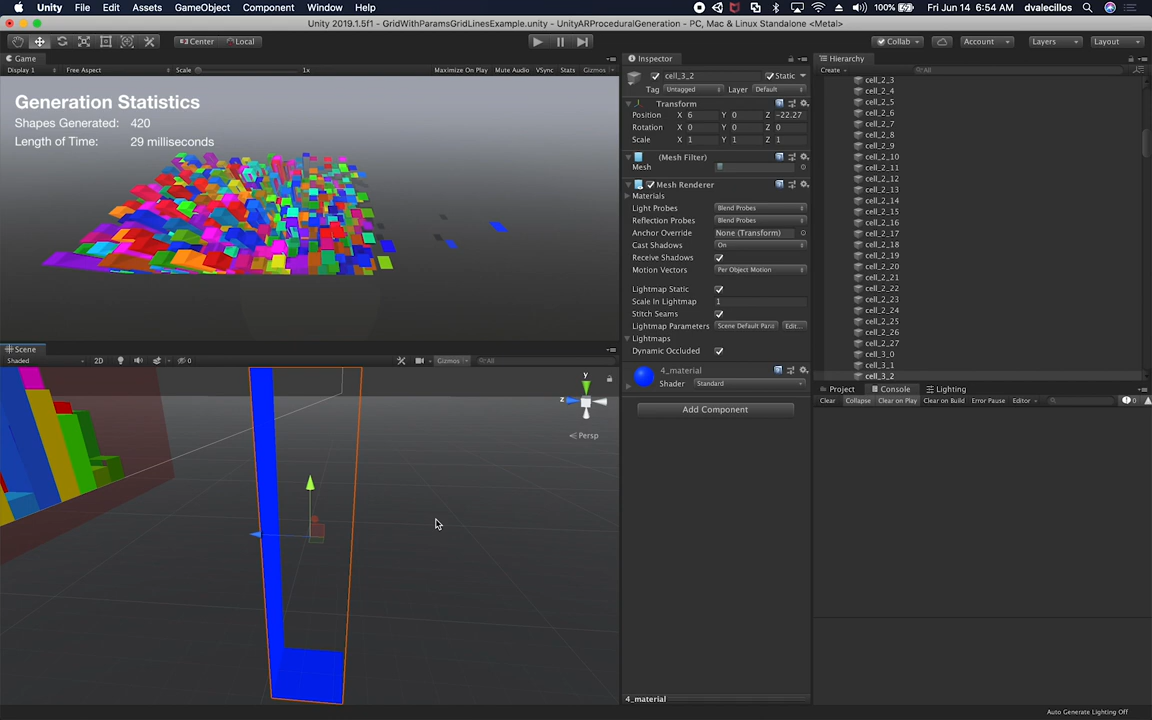 Unity File Edit Assets GameObject Component Window Help 100% Fri Jun 14 6:54 AM dvalecillos
Unity 2019.1.5f1 - GridWithParamsGridLinesExample.unity - UnityARProceduralGeneration - PC, Mac & Linux Standalone <Metal>
Center Local Collab Account Layers Layout
Game
Display 1 Free Aspect Scale 1x Maximize On Play Mute Audio VSync Stats Gizmos
Generation Statistics
Shapes Generated: 420
Length of Time: 29 milliseconds
Scene
Shaded 2D 0 Gizmos All
y
z
Persp
Inspector
cell_3_2 Static
Tag Untagged Layer Default
Transform
Position X 6 Y 0 Z -22.27
Rotation X 0 Y 0 Z 0
Scale X 1 Y 1 Z 1
(Mesh Filter)
Mesh
Mesh Renderer
Materials
Light Probes Blend Probes
Reflection Probes Blend Probes
Anchor Override None (Transform)
Cast Shadows On
Receive Shadows
Motion Vectors Per Object Motion
Lightmap Static
Scale In Lightmap 1
Stitch Seams
Lightmap Parameters Scene Default Para Edit...
Lightmaps
Dynamic Occluded
4_material
Shader Standard
Add Component
4_material
Hierarchy
Create All
cell_2_3
cell_2_4
cell_2_5
cell_2_6
cell_2_7
cell_2_8
cell_2_9
cell_2_10
cell_2_11
cell_2_12
cell_2_13
cell_2_14
cell_2_15
cell_2_16
cell_2_17
cell_2_18
cell_2_19
cell_2_20
cell_2_21
cell_2_22
cell_2_23
cell_2_24
cell_2_25
cell_2_26
cell_2_27
cell_3_0
cell_3_1
cell_3_2
Project Console Lighting
Clear Collapse Clear on Play Clear on Build Error Pause Editor 0
Auto Generate Lighting Off